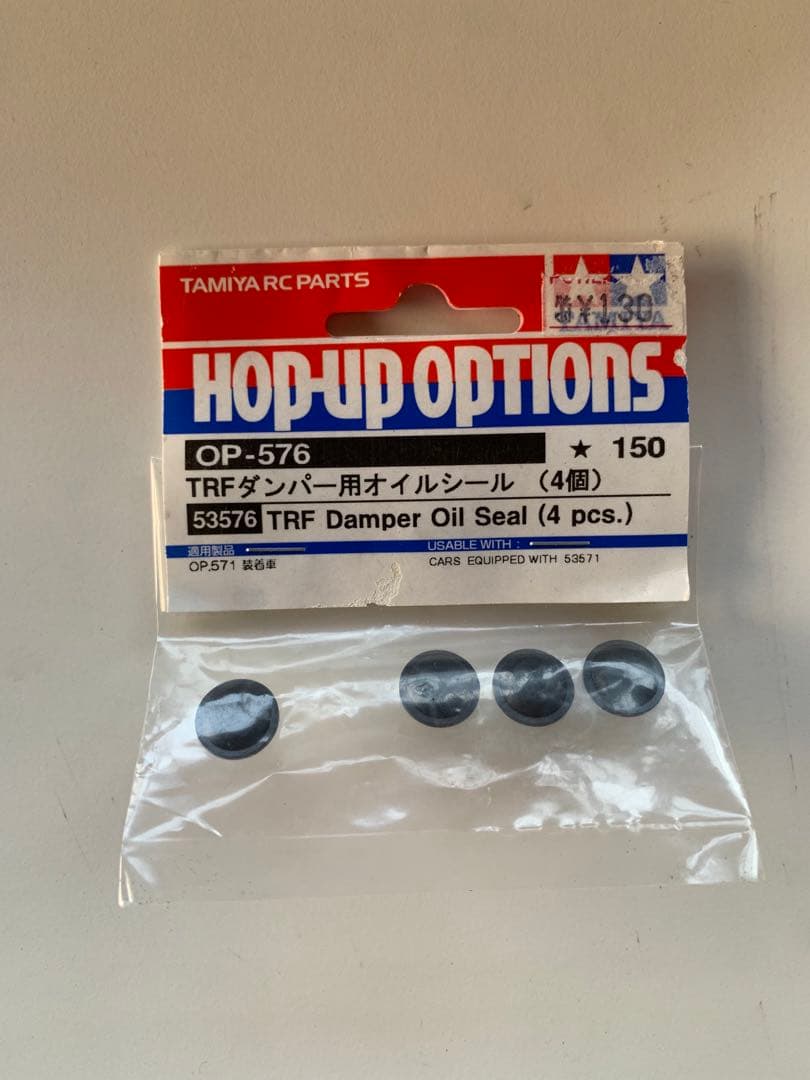 TAMIYA RC PARTS
¥130
HOP-UP OPTIONS
OP-576 ★ 150
TRFダンパー用オイルシール （4個）
53576 TRF Damper Oil Seal (4 pcs.)
適用製品 USABLE WITH :
OP.571 装着車 CARS EQUIPPED WITH 53571